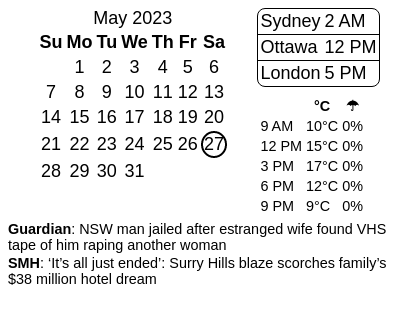 May 2023
Su Mo Tu We Th Fr Sa
1 2 3 4 5 6
7 8 9 10 11 12 13
14 15 16 17 18 19 20
21 22 23 24 25 26 27
28 29 30 31
Sydney 2 AM
Ottawa 12 PM
London 5 PM
°C ☂
9 AM 10°C 0%
12 PM 15°C 0%
3 PM 17°C 0%
6 PM 12°C 0%
9 PM 9°C 0%
Guardian: NSW man jailed after estranged wife found VHS
tape of him raping another woman
SMH: ‘It’s all just ended’: Surry Hills blaze scorches family’s
$38 million hotel dream